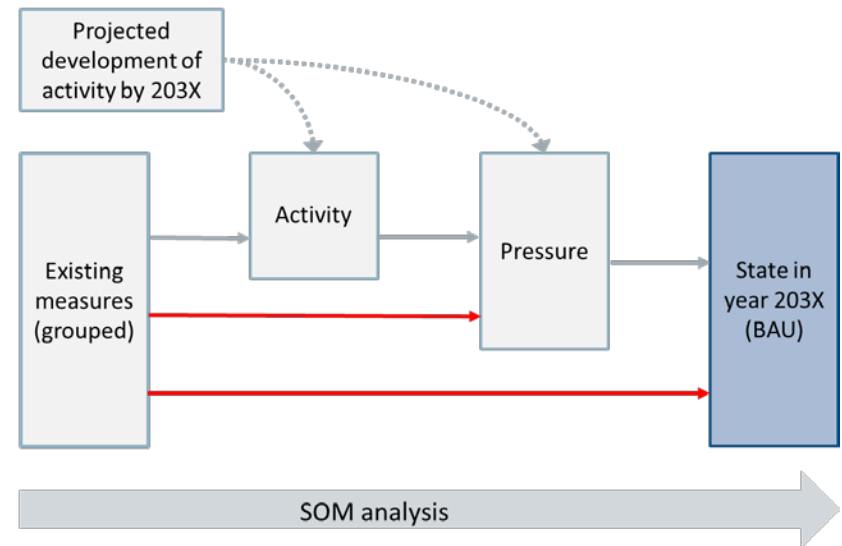 Projected
development of
activity by 203X
Existing
measures
(grouped)
Activity
Pressure
State in
year 203X
(BAU)
SOM analysis